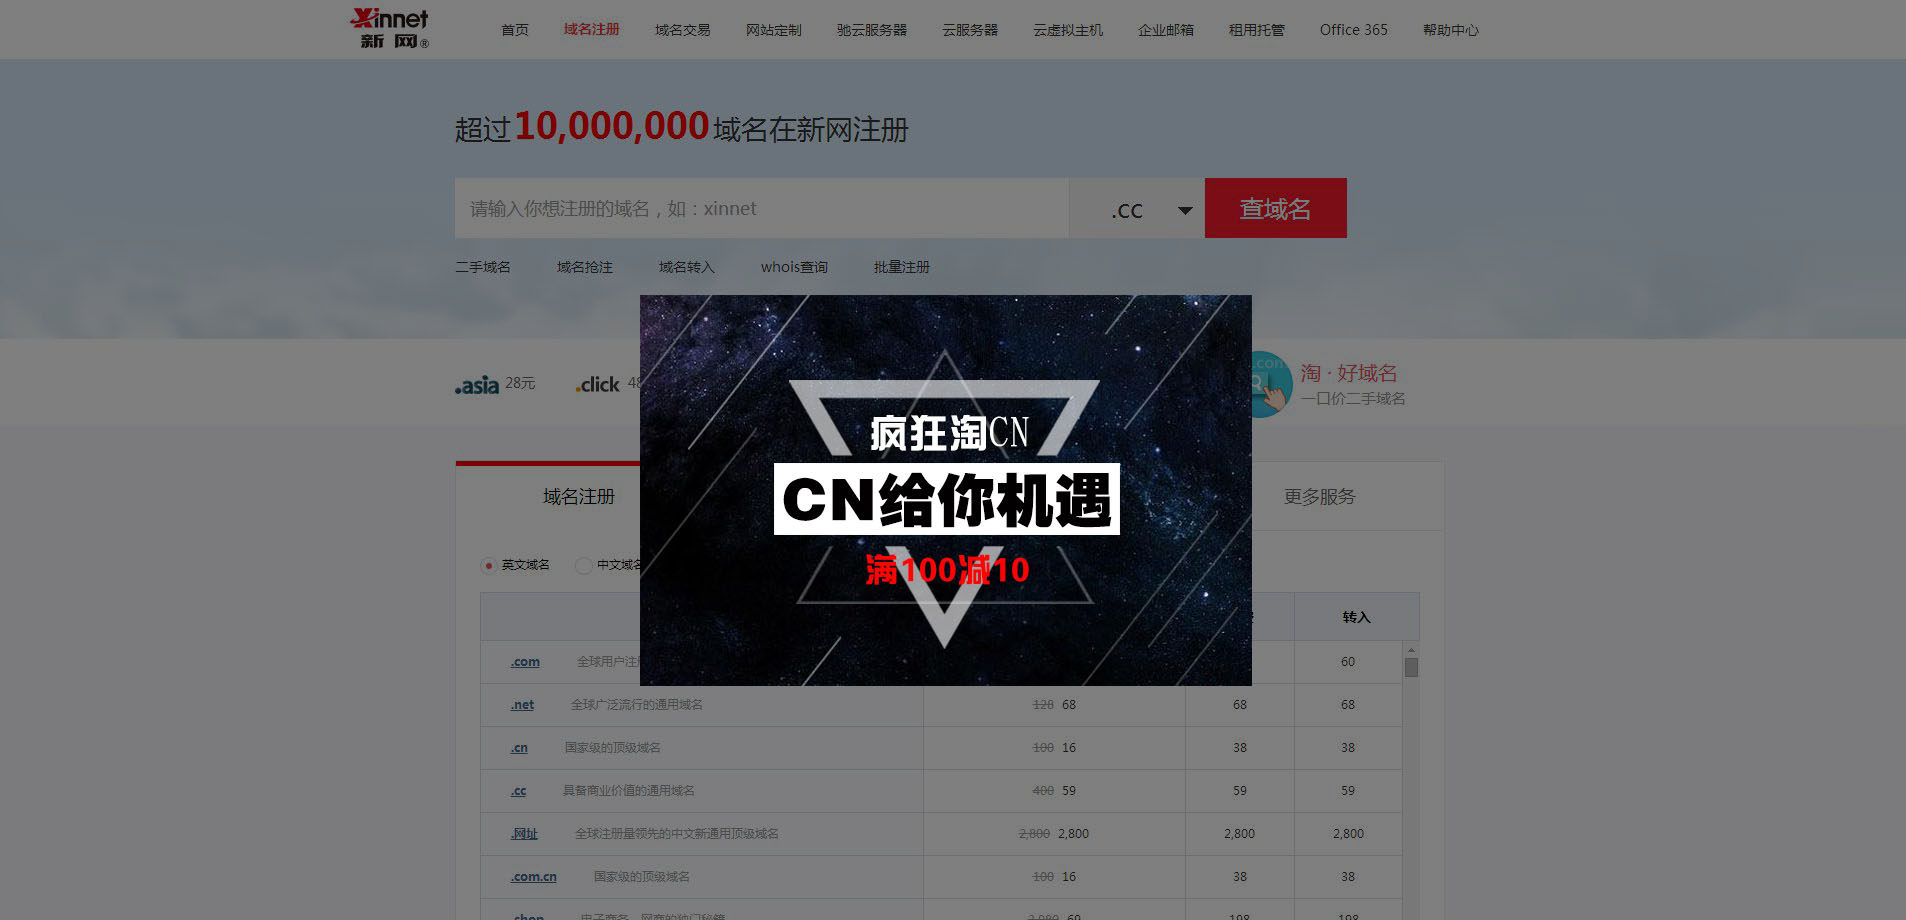 Xinnet
新 网®
首页 域名注册 域名交易 网站定制 驰云服务器 云服务器 云虚拟主机 企业邮箱 租用托管 Office 365 帮助中心
超过10,000,000域名在新网注册
请输入你想注册的域名，如：xinnet .CC 查域名
二手域名 域名抢注 域名转入 whois查询 批量注册
.asia 28元 .click 48
.com
淘 · 好域名
一口价二手域名
疯狂淘CN
CN给你机遇
满100减10
域名注册 更多服务
英文域名 中文域名
转入
.com 全球用户注 60
.net 全球广泛流行的通用域名 128 68 68 68
.cn 国家级的顶级域名 100 16 38 38
.cc 具备商业价值的通用域名 400 59 59 59
.网址 全球注册量领先的中文新通用顶级域名 2,800 2,800 2,800 2,800
.com.cn 国家级的顶级域名 100 16 38 38